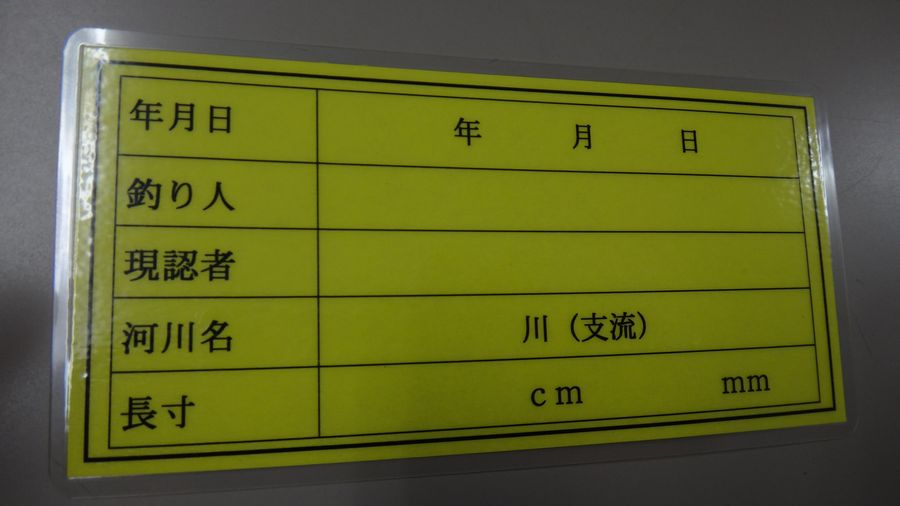 年月日 年 月 日
釣り人
現認者
河川名 川（支流）
長寸 cm mm